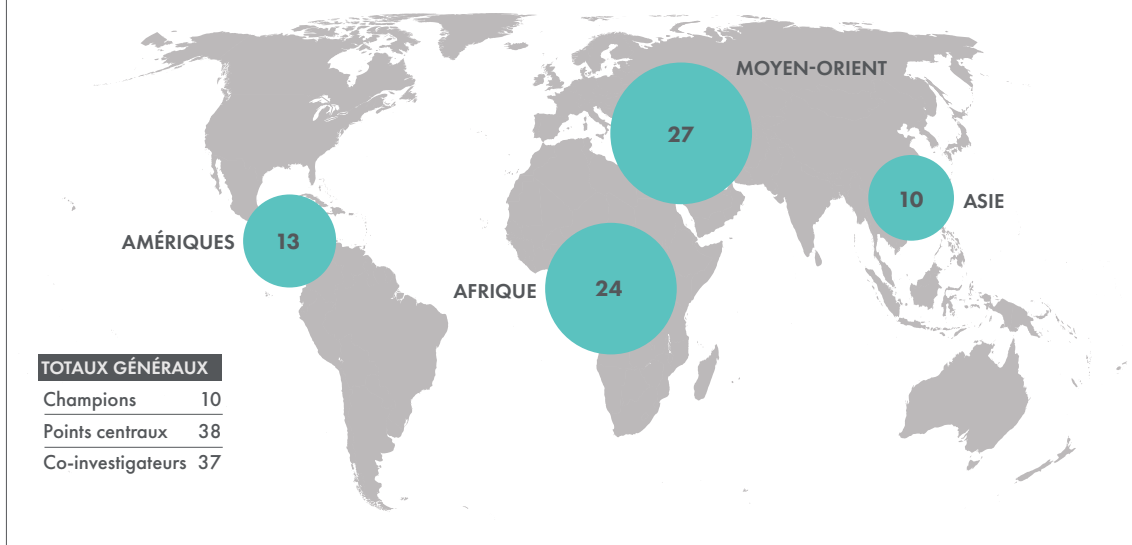 MOYEN-ORIENT
27
10 ASIE
AMÉRIQUES 13
AFRIQUE 24
TOTAUX GÉNÉRAUX
Champions 10
Points centraux 38
Co-investigateurs 37